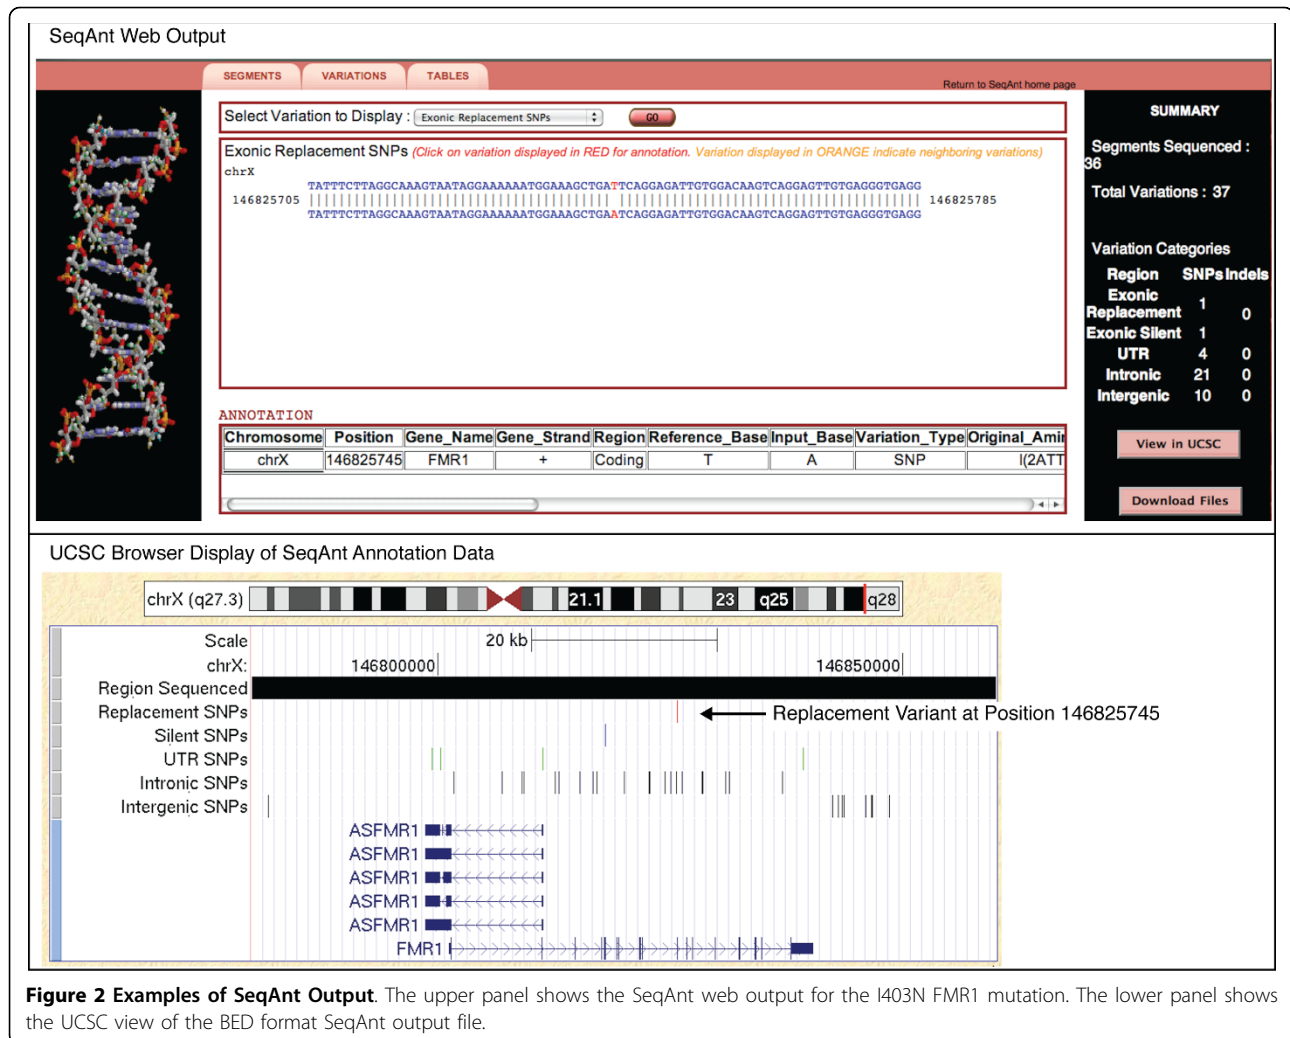 SeqAnt Web Output
SEGMENTS VARIATIONS TABLES
Return to SeqAnt home page
Select Variation to Display : Exonic Replacement SNPs GO
Exonic Replacement SNPs (Click on variation displayed in RED for annotation. Variation displayed in ORANGE indicate neighboring variations)
chrX
TATTTCTTAGGCAAAGTAATAGGAAAAAATGGAAAGCTGATTCAGGAGATTGTGGACAAGTCAGGAGTTGTGAGGGTGAGG
146825705 ||||||||||||||||||||||||||||||||||||||||  |||||||||||||||||||||||||||||||||||||||| 146825785
TATTTCTTAGGCAAAGTAATAGGAAAAAATGGAAAGCTGAATCAGGAGATTGTGGACAAGTCAGGAGTTGTGAGGGTGAGG
SUMMARY
Segments Sequenced :
36
Total Variations : 37
Variation Categories
Region SNPs Indels
Exonic
Replacement 1 0
Exonic Silent 1
UTR 4 0
Intronic 21 0
Intergenic 10 0
View in UCSC
Download Files
ANNOTATION
Chromosome Position Gene_Name Gene_Strand Region Reference_Base Input_Base Variation_Type Original_Amir
chrX 146825745 FMR1 + Coding T A SNP I(2ATT
UCSC Browser Display of SeqAnt Annotation Data
chrX (q27.3) 21.1 23 q25 q28
Scale 20 kb
chrX: 146800000 146850000
Region Sequenced
Replacement SNPs Replacement Variant at Position 146825745
Silent SNPs
UTR SNPs
Intronic SNPs
Intergenic SNPs
ASFMR1
ASFMR1
ASFMR1
ASFMR1
ASFMR1
FMR1
Figure 2 Examples of SeqAnt Output. The upper panel shows the SeqAnt web output for the I403N FMR1 mutation. The lower panel shows
the UCSC view of the BED format SeqAnt output file.